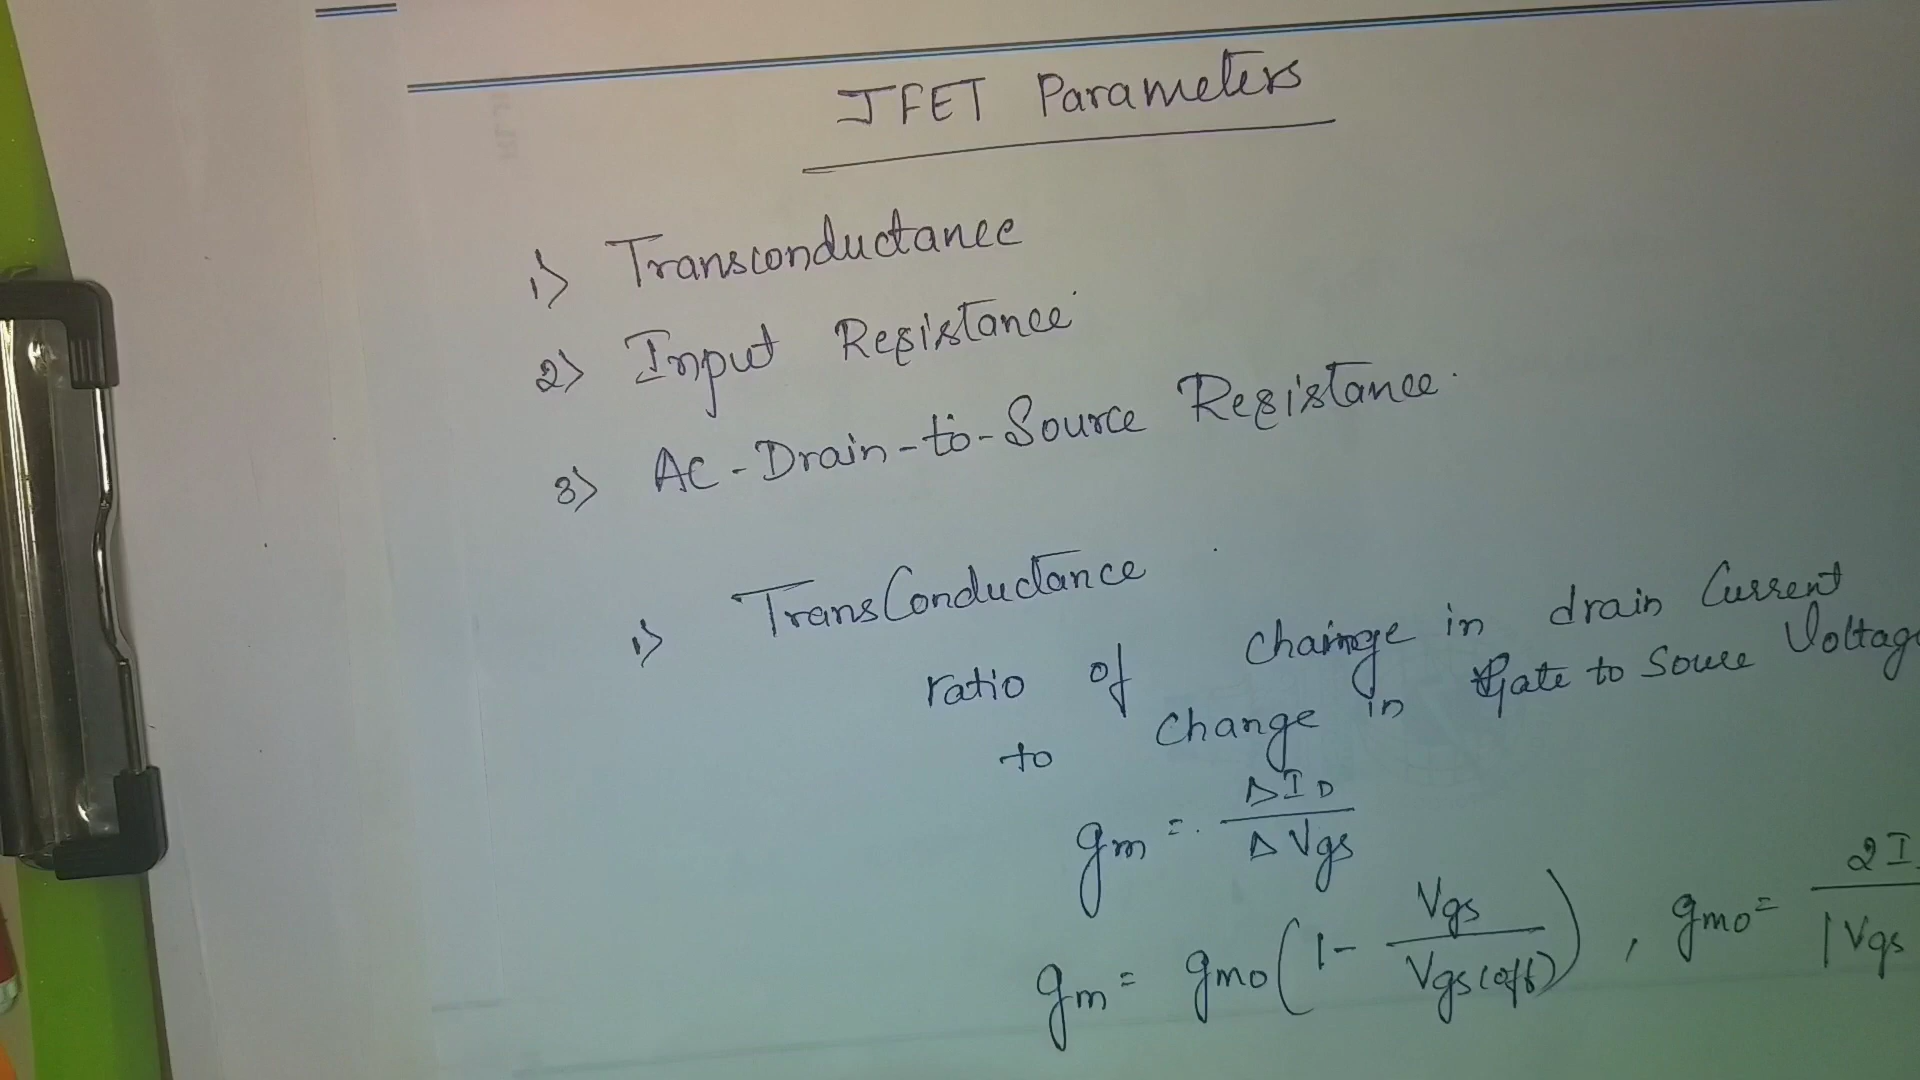 JFET Parameters
1) Transconductance
2) Input Resistance
3) AC-Drain-to-Source Resistance
1) TransConductance
ratio of change in drain Current
to change in Gate to Source Voltage
gm = ΔID / ΔVgs
gm = gmo (1 - Vgs / Vgs(off)), gmo = 2I / |Vgs